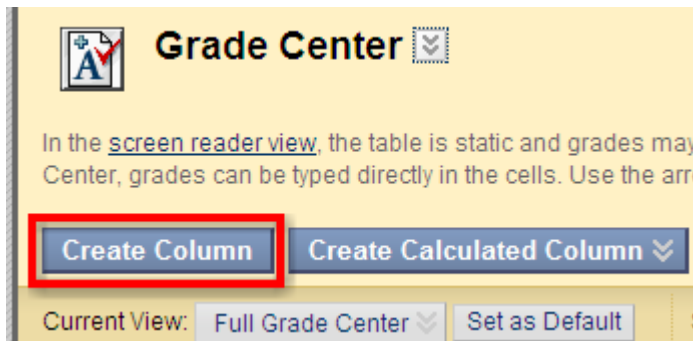 Grade Center
In the screen reader view, the table is static and grades may
Center, grades can be typed directly in the cells. Use the
Create Column Create Calculated Column
Current View: Full Grade Center Set as Default